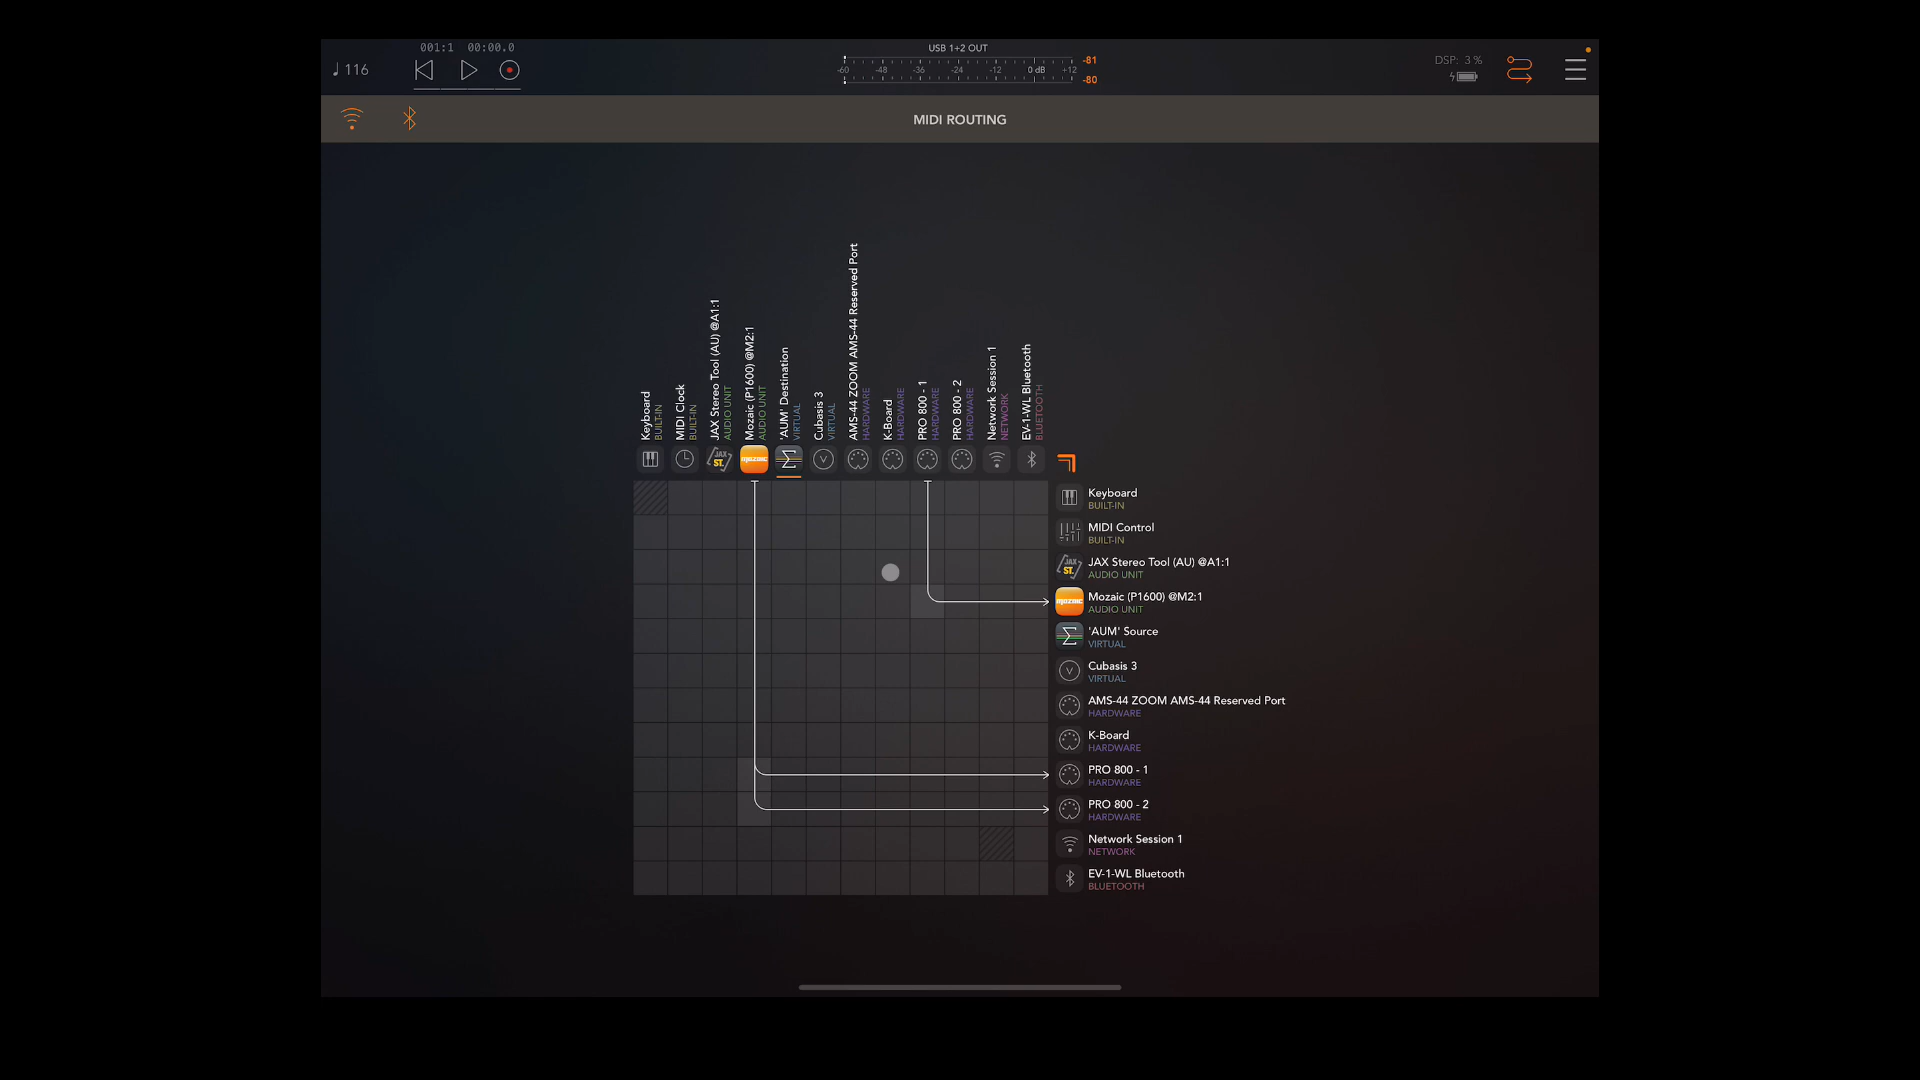 001:1 00:00.0
USB 1+2 OUT
♩116
-60 -48 -36 -24 -12 0 dB +12
-81
-80
DSP: 3 %
MIDI ROUTING
Keyboard
BUILT-IN
MIDI Clock
BUILT-IN
JAX Stereo Tool (AU) @A1:1
AUDIO UNIT
Mozaic (P1600) @M2:1
AUDIO UNIT
'AUM' Destination
VIRTUAL
Cubasis 3
VIRTUAL
AMS-44 ZOOM AMS-44 Reserved Port
HARDWARE
K-Board
HARDWARE
PRO 800 - 1
HARDWARE
PRO 800 - 2
HARDWARE
Network Session 1
NETWORK
EV-1-WL Bluetooth
BLUETOOTH
JAX
ST.
mozaic
Keyboard
BUILT-IN
MIDI Control
BUILT-IN
JAX
ST.
JAX Stereo Tool (AU) @A1:1
AUDIO UNIT
mozaic
Mozaic (P1600) @M2:1
AUDIO UNIT
'AUM' Source
VIRTUAL
Cubasis 3
VIRTUAL
AMS-44 ZOOM AMS-44 Reserved Port
HARDWARE
K-Board
HARDWARE
PRO 800 - 1
HARDWARE
PRO 800 - 2
HARDWARE
Network Session 1
NETWORK
EV-1-WL Bluetooth
BLUETOOTH